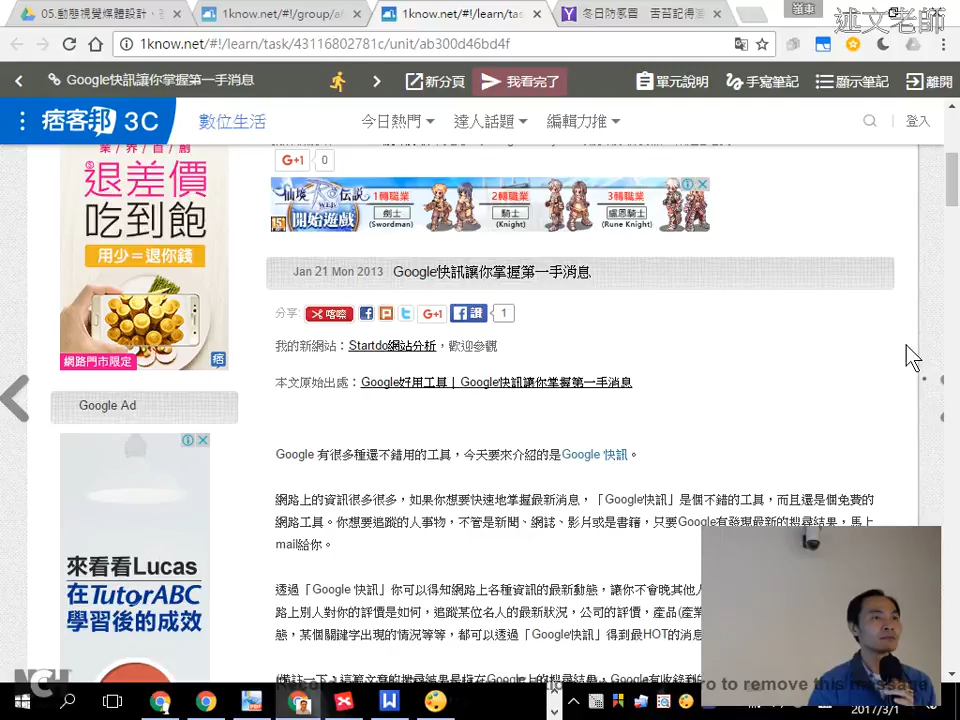 05.動態視覺媒體設計、
1know.net/#!/group/a
1know.net/#!/learn/tas
冬日防感冒 苦苦記得
述文老師
1know.net/#!/learn/task/43116802781c/unit/ab300d46bd4f
Google快訊讓你掌握第一手消息
新分頁
我看完了
單元說明
手寫筆記
顯示筆記
離開
痞客邦 3C
數位生活
今日熱門
達人話題
編輯力推
登入
業/界/首/創
退差價
吃到飽
用少=退你錢
網路門市限定
G+1 0
開始遊戲
1轉職業
劍士
(Swordman)
2轉職業
騎士
(Knight)
3轉職業
盧恩騎士
(Rune Knight)
Jan 21 Mon 2013 Google快訊讓你掌握第一手消息
分享:
G+1
讚 1
我的新網站：Startdo網站分析，歡迎參觀
本文原始出處：Google好用工具 | Google快訊讓你掌握第一手消息
Google Ad
來看看Lucas
在TutorABC
學習後的成效
Google 有很多種還不錯用的工具，今天要來介紹的是Google 快訊。
網路上的資訊很多很多，如果你想要快速地掌握最新消息，「Google快訊」是個不錯的工具，而且還是個免費的
網路工具。你想要追蹤的人事物，不管是新聞、網誌、影片或是書籍，只要Google有發現最新的搜尋結果，馬上
mail給你。
透過「Google 快訊」你可以得知網路上各種資訊的最新動態，讓你不會晚其他人
路上別人對你的評價是如何，追蹤某位名人的最新狀況，公司的評價，產品(產業
態，某個關鍵字出現的情況等等，都可以透過「Google快訊」得到最HOT的消息
NCH
ro to remove this message
2017/3/1